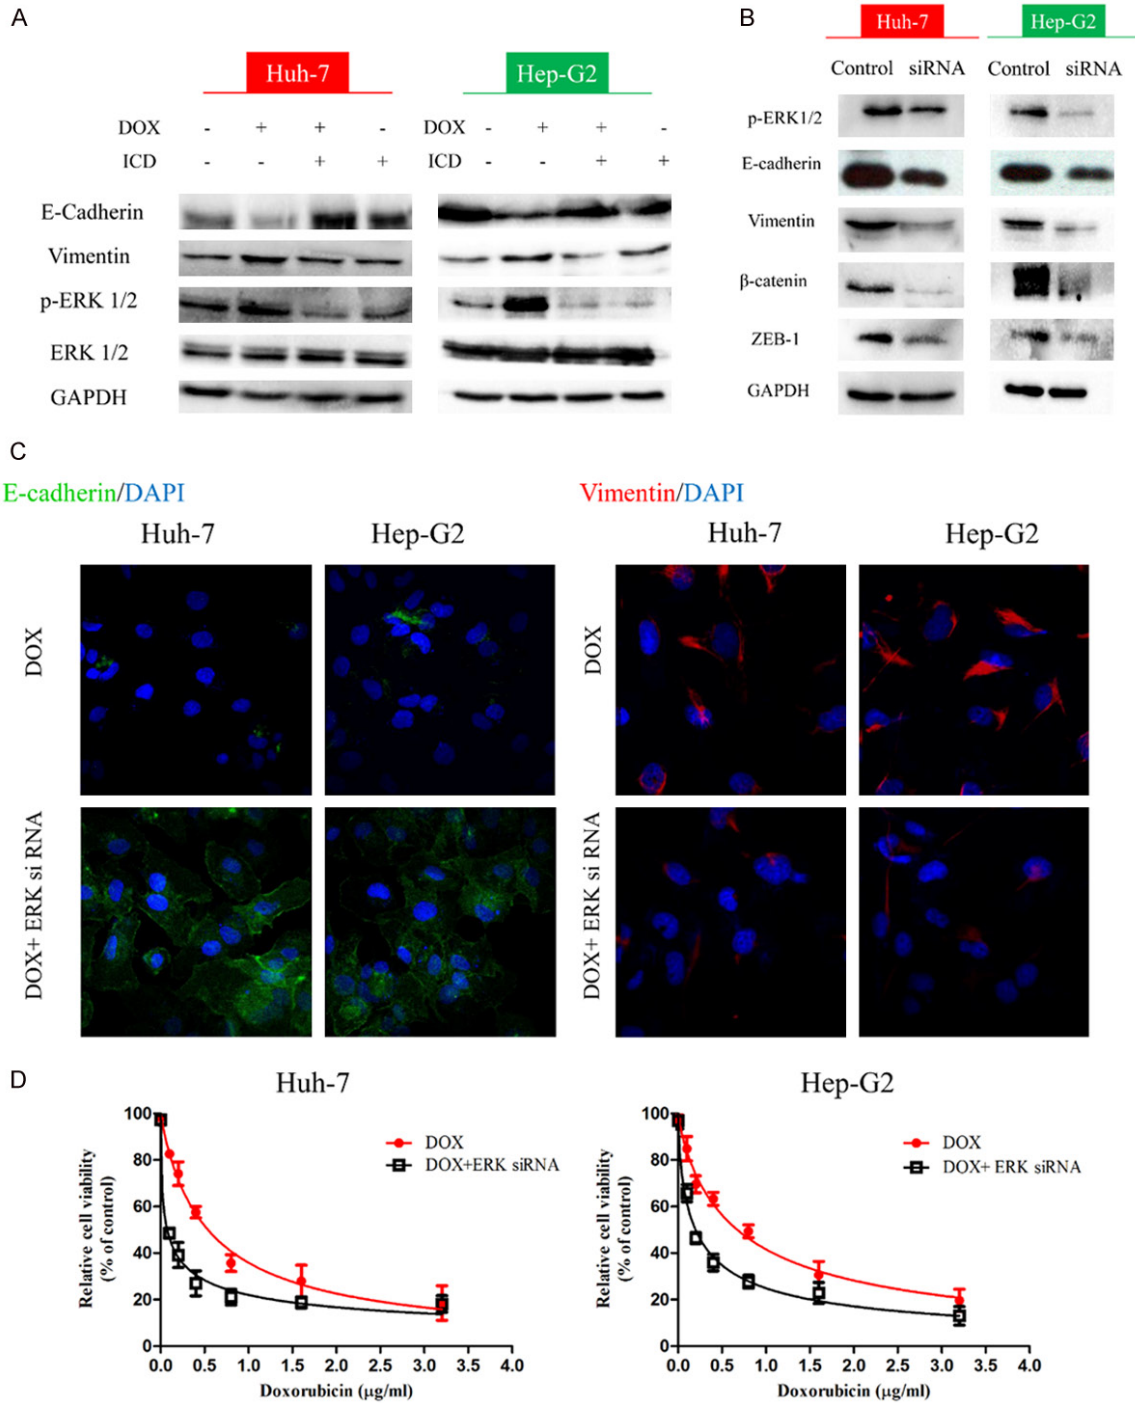 A
Huh-7
Hep-G2
DOX - + + -
DOX - + + -
ICD - - + +
ICD - - + +
E-Cadherin
Vimentin
p-ERK 1/2
ERK 1/2
GAPDH
B
Huh-7
Hep-G2
Control siRNA
Control siRNA
p-ERK1/2
E-cadherin
Vimentin
β-catenin
ZEB-1
GAPDH
C
E-cadherin/DAPI
Vimentin/DAPI
Huh-7
Hep-G2
Huh-7
Hep-G2
DOX
DOX
DOX+ ERK si RNA
DOX+ ERK si RNA
D
Huh-7
Relative cell viability
(% of control)
100
80
60
40
20
0
DOX
DOX+ERK siRNA
0.0 0.5 1.0 1.5 2.0 2.5 3.0 3.5 4.0
Doxorubicin (μg/ml)
Hep-G2
Relative cell viability
(% of control)
100
80
60
40
20
0
DOX
DOX+ ERK siRNA
0.0 0.5 1.0 1.5 2.0 2.5 3.0 3.5 4.0
Doxorubicin (μg/ml)